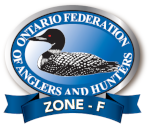 ONTARIO FEDERATION
OF ANGLERS AND HUNTERS
ZONE - F